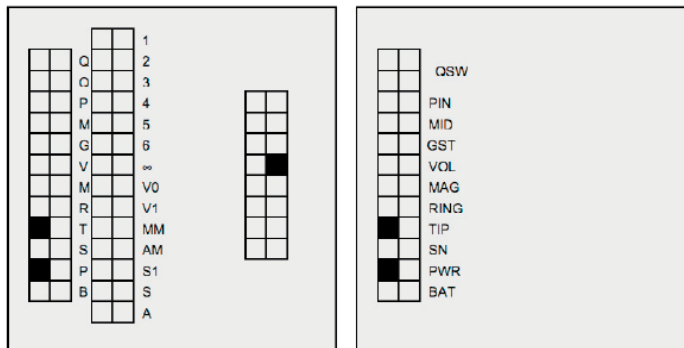 1
Q 2
O 3
P 4
M 5
G 6
V ∞
M V0
R V1
T MM
S AM
P S1
B S
A
QSW
PIN
MID
GST
VOL
MAG
RING
TIP
SN
PWR
BAT